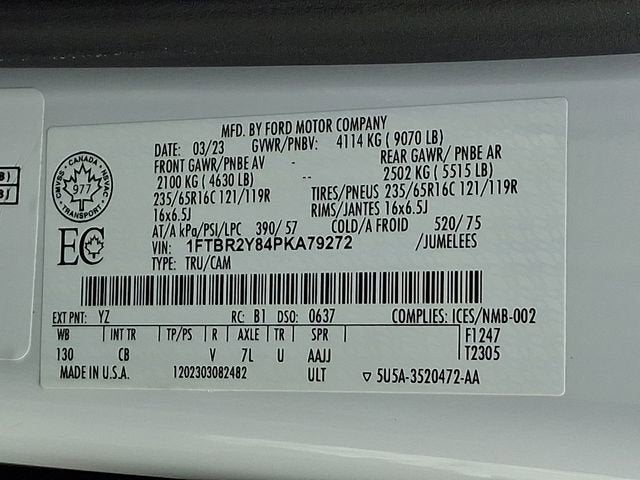 MFD. BY FORD MOTOR COMPANY
DATE: 03/23 GVWR/PNBV: 4114 KG ( 9070 LB)
FRONT GAWR/PNBE AV - REAR GAWR/ PNBE AR
2100 KG ( 4630 LB) -- 2502 KG ( 5515 LB)
235/65R16C 121/119R TIRES/PNEUS 235/65R16C 121/119R
16x6.5J RIMS/JANTES 16x6.5J
AT/A kPa/PSI/LPC 390/ 57 COLD/A FROID 520/ 75
VIN: 1FTBR2Y84PKA79272 /JUMELEES
TYPE: TRU/CAM
CANADA
CMVSS 977 NSVAC
TRANSPORT
EC
EXT PNT: YZ RC: B1 DSO: 0637 COMPLIES: ICES/NMB-002
WB | INT TR | TP/PS | R | AXLE | TR | SPR | F1247
130 CB V 7L U AAJJ T2305
MADE IN U.S.A. 1202303082482 ULT ▽ 5U5A-3520472-AA